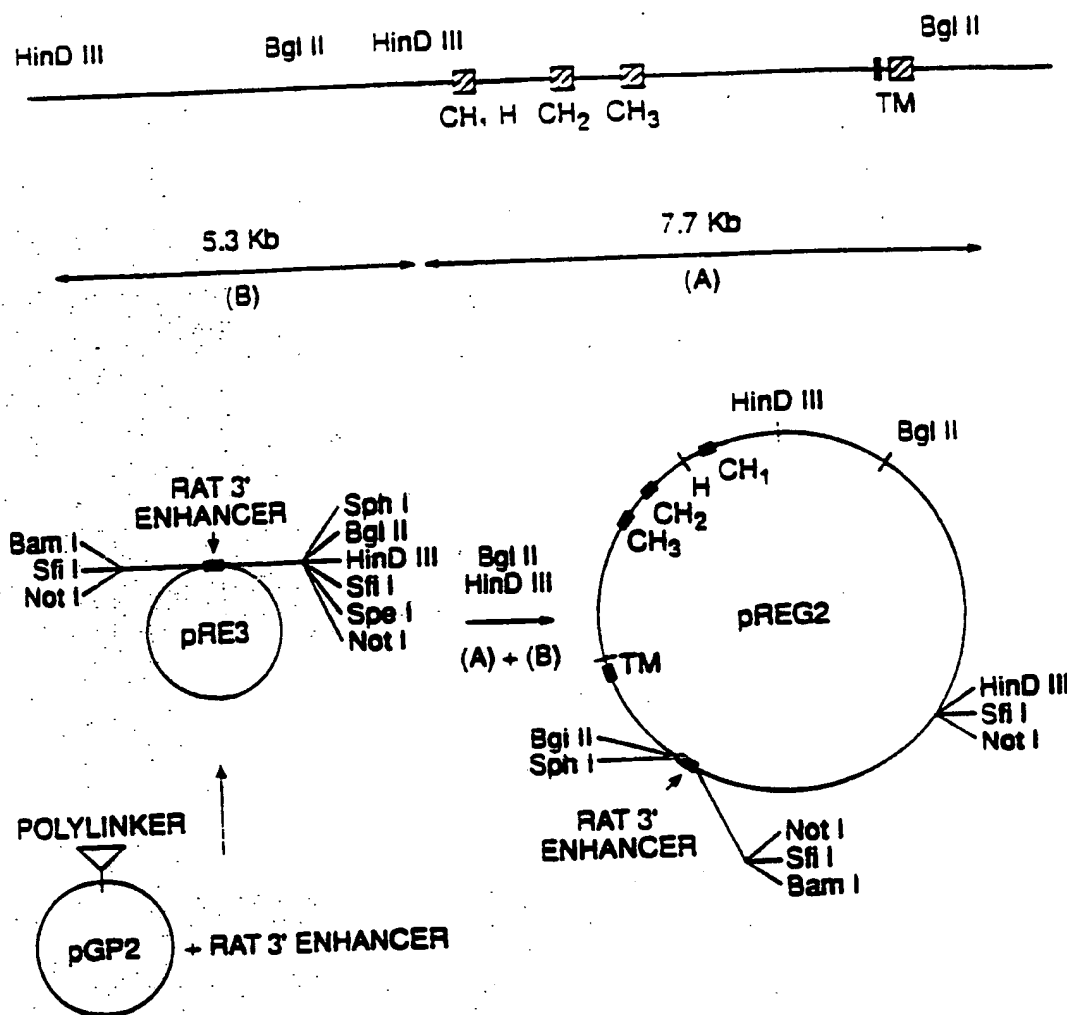 HinD III
Bgl II
HinD III
Bgl II
CH1 H CH2 CH3
TM
5.3 Kb
7.7 Kb
(B)
(A)
HinD III
Bgl II
CH1
H
CH2
CH3
RAT 3'
ENHANCER
Bam I
Sfi I
Not I
Sph I
Bgl II
HinD III
Sfi I
Spe I
Not I
pRE3
Bgl II
HinD III
(A) + (B)
pREG2
TM
HinD III
Sfi I
Not I
Bgl II
Sph I
RAT 3'
ENHANCER
Not I
Sfi I
Bam I
POLYLINKER
pGP2
+ RAT 3' ENHANCER